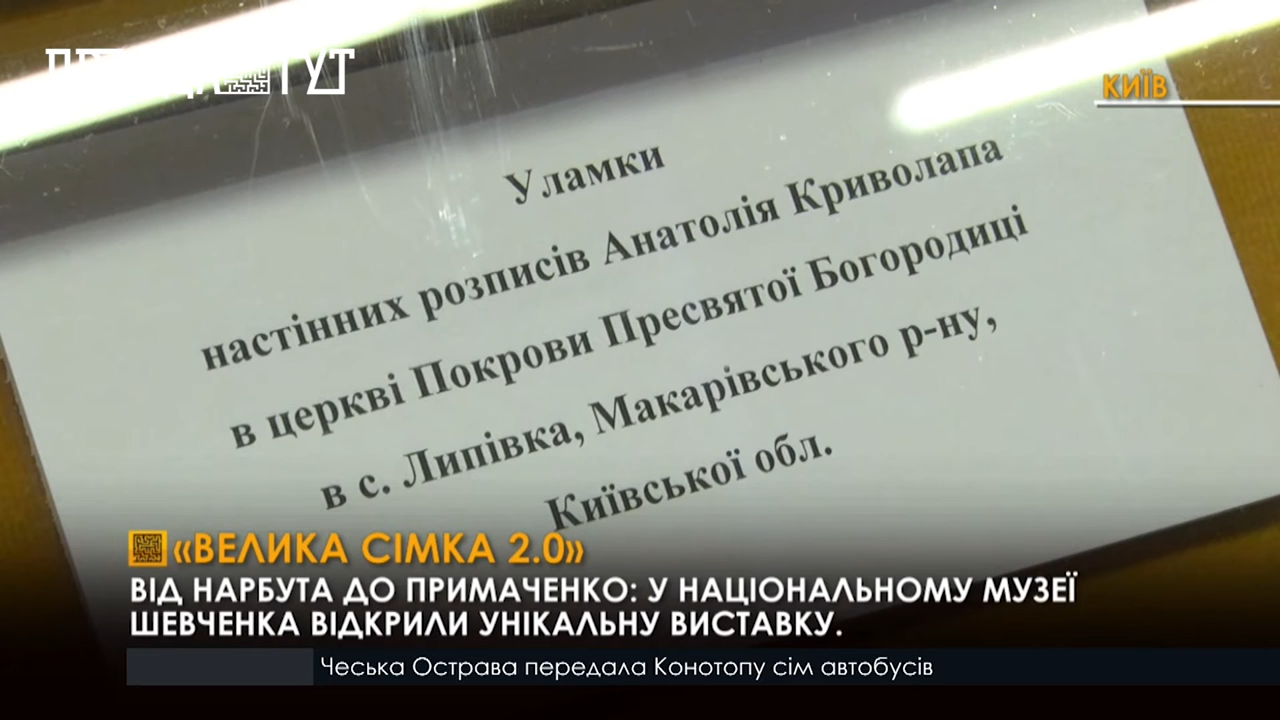 КИЇВ
Уламки
настінних розписів Анатолія Криволапа
в церкві Покрови Пресвятої Богородиці
в с. Липівка, Макарівського р-ну,
Київської обл.
«ВЕЛИКА СІМКА 2.0»
ВІД НАРБУТА ДО ПРИМАЧЕНКО: У НАЦІОНАЛЬНОМУ МУЗЕЇ
ШЕВЧЕНКА ВІДКРИЛИ УНІКАЛЬНУ ВИСТАВКУ.
Чеська Острава передала Конотопу сім автобусів